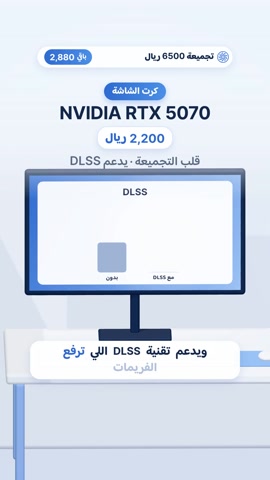 تجميعة 6500 ريال
باقي 2,880
كرت الشاشة
NVIDIA RTX 5070
2,200 ريال
قلب التجميعة · يدعم DLSS
DLSS
بدون
مع DLSS
ويدعم تقنية DLSS اللي ترفع
الفريمات